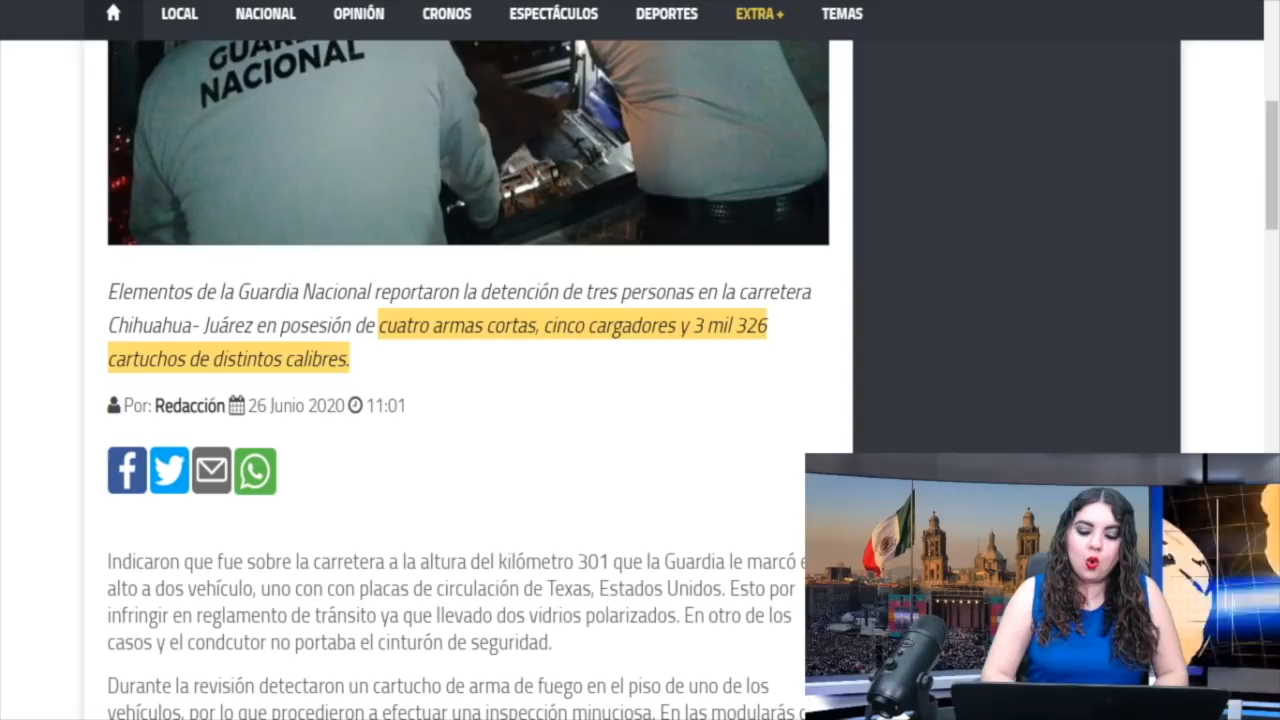 LOCAL NACIONAL OPINIÓN CRONOS ESPECTÁCULOS DEPORTES EXTRA + TEMAS
NACIONAL
Elementos de la Guardia Nacional reportaron la detención de tres personas en la carretera
Chihuahua- Juárez en posesión de cuatro armas cortas, cinco cargadores y 3 mil 326
cartuchos de distintos calibres.
Por: Redacción 26 Junio 2020 11:01
Indicaron que fue sobre la carretera a la altura del kilómetro 301 que la Guardia le marcó
alto a dos vehículo, uno con con placas de circulación de Texas, Estados Unidos. Esto por
infringir en reglamento de tránsito ya que llevado dos vidrios polarizados. En otro de los
casos y el condcutor no portaba el cinturón de seguridad.
Durante la revisión detectaron un cartucho de arma de fuego en el piso de uno de los
vehículos, por lo que procedieron a efectuar una inspección minuciosa. En las modularás